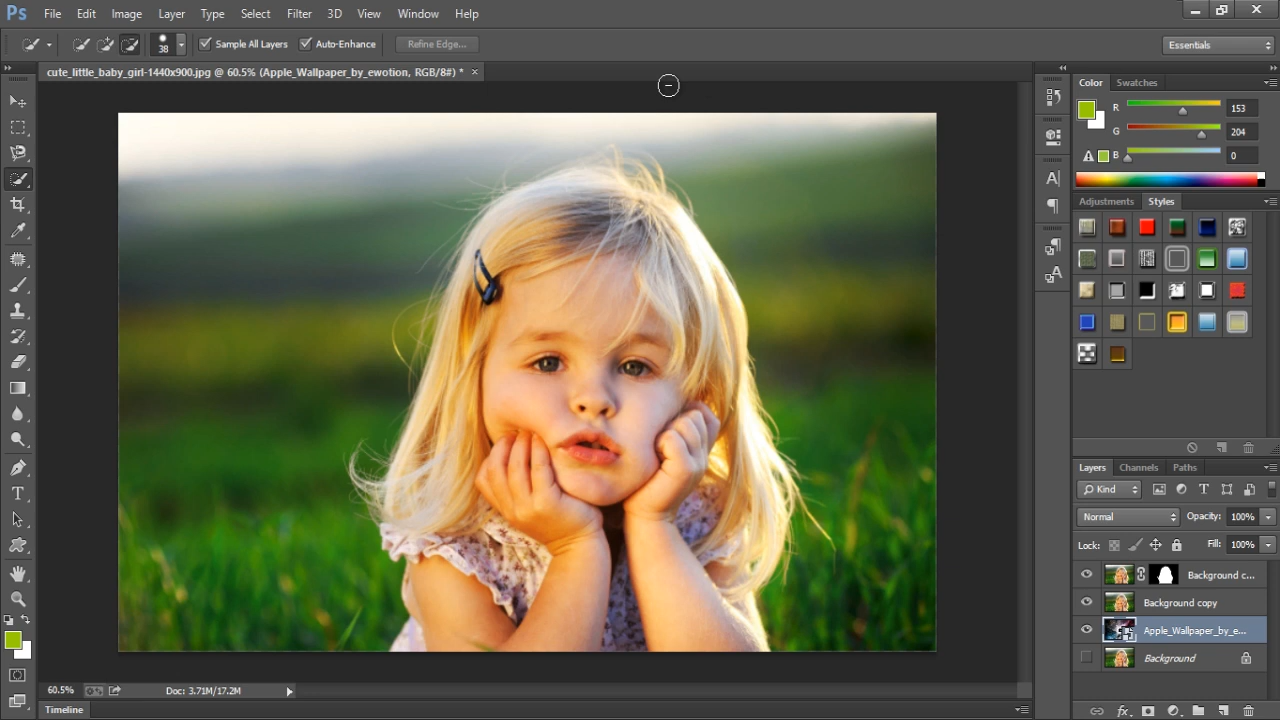 Ps File Edit Image Layer Type Select Filter 3D View Window Help
38 Sample All Layers Auto-Enhance Refine Edge... Essentials
cute_little_baby_girl-1440x900.jpg @ 60.5% (Apple_Wallpaper_by_ewotion, RGB/8#) * ×
Color Swatches
R 153
G 204
B 0
Adjustments Styles
Layers Channels Paths
Kind
Normal Opacity: 100%
Lock: Fill: 100%
Background c...
Background copy
Apple_Wallpaper_by_e...
Background
60.5% Doc: 3.71M/17.2M
Timeline